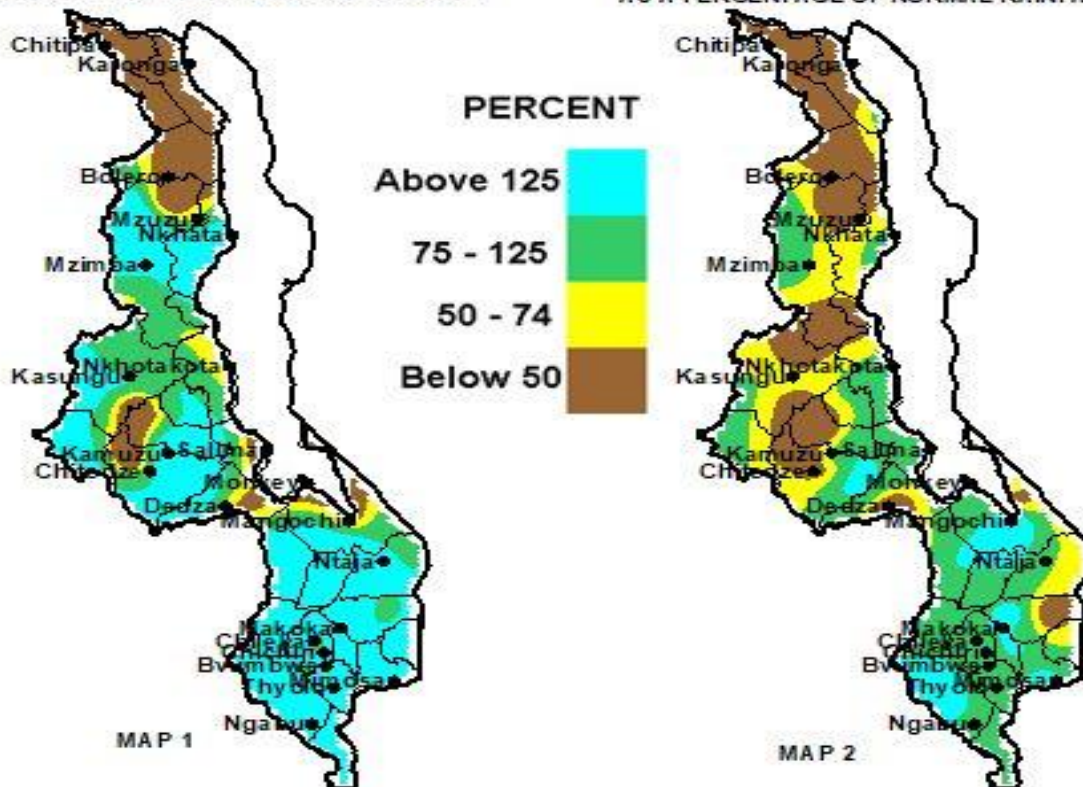 PERCENT
Above 125
75 - 125
50 - 74
Below 50
Chitipa
Karonga
Bolero
Mzuzu
Nkhata
Mzimba
Nkhotakota
Kasungu
Kamuzu
Salima
Chitedze
Monkey
Dedza
Mangochi
Ntaja
Makoka
Chileka
Chichiri
Bvumbwe
Mimosa
Thyolo
Ngabu
MAP 1
Chitipa
Karonga
Bolero
Mzuzu
Nkhata
Mzimba
Nkhotakota
Kasungu
Kamuzu
Salima
Chitedze
Monkey
Dedza
Mangochi
Ntaja
Makoka
Chileka
Chichiri
Bvumbwe
Mimosa
Thyolo
Ngabu
MAP 2